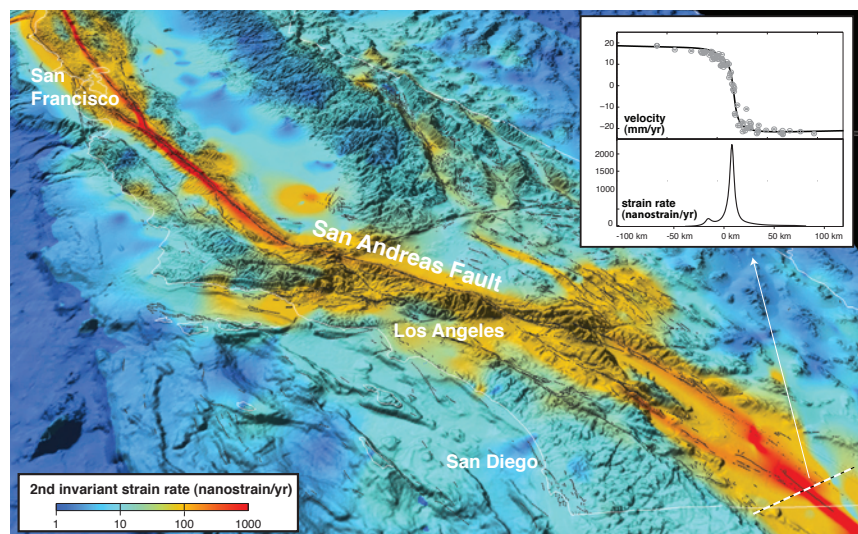 San
Francisco
San Andreas Fault
Los Angeles
San Diego
20
10
0
−10
−20
velocity
(mm/yr)
2000
1000
1000
0
strain rate
(nanostrain/yr)
-100 km
-50 km
0 km
50 km
100 km
2nd invariant strain rate (nanostrain/yr)
1
10
100
1000